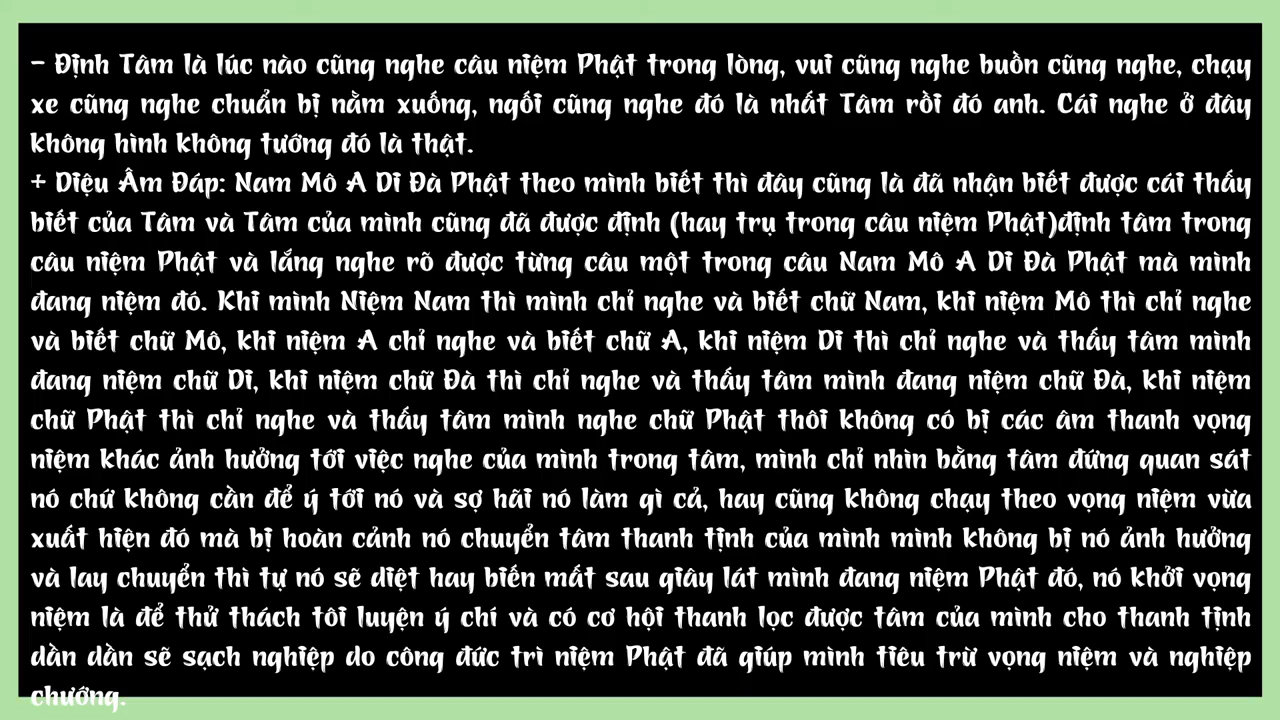 – Định Tâm là lúc nào cũng nghe câu niệm Phật trong lòng, vui cũng nghe buồn cũng nghe, chạy
xe cũng nghe chuẩn bị nằm xuống, ngối cũng nghe đó là nhất Tâm rồi đó anh. Cái nghe ở đây
không hình không tướng đó là thật.
+ Diệu Âm Đáp: Nam Mô A Di Đà Phật theo mình biết thì đây cũng là đã nhận biết được cái thấy
biết của Tâm và Tâm của mình cũng đã được định (hay trụ trong câu niệm Phật)định tâm trong
câu niệm Phật và lắng nghe rõ được từng câu một trong câu Nam Mô A Di Đà Phật mà mình
đang niệm đó. Khi mình Niệm Nam thì mình chỉ nghe và biết chữ Nam, khi niệm Mô thì chỉ nghe
và biết chữ Mô, khi niệm A chỉ nghe và biết chữ A, khi niệm Di thì chỉ nghe và thấy tâm mình
đang niệm chữ Di, khi niệm chữ Đà thì chỉ nghe và thấy tâm mình đang niệm chữ Đà, khi niệm
chữ Phật thì chỉ nghe và thấy tâm mình nghe chữ Phật thôi không có bị các âm thanh vọng
niệm khác ảnh hưởng tới việc nghe của mình trong tâm, mình chỉ nhìn bằng tâm đứng quan sát
nó chứ không cần để ý tới nó và sợ hãi nó làm gì cả, hay cũng không chạy theo vọng niệm vừa
xuất hiện đó mà bị hoàn cảnh nó chuyển tâm thanh tịnh của mình mình không bị nó ảnh hưởng
và lay chuyển thì tự nó sẽ diệt hay biến mất sau giây lát mình đang niệm Phật đó, nó khởi vọng
niệm là để thử thách tôi luyện ý chí và có cơ hội thanh lọc được tâm của mình cho thanh tịnh
dần dần sẽ sạch nghiệp do công đức trì niệm Phật đã giúp mình tiêu trừ vọng niệm và nghiệp
chướng.